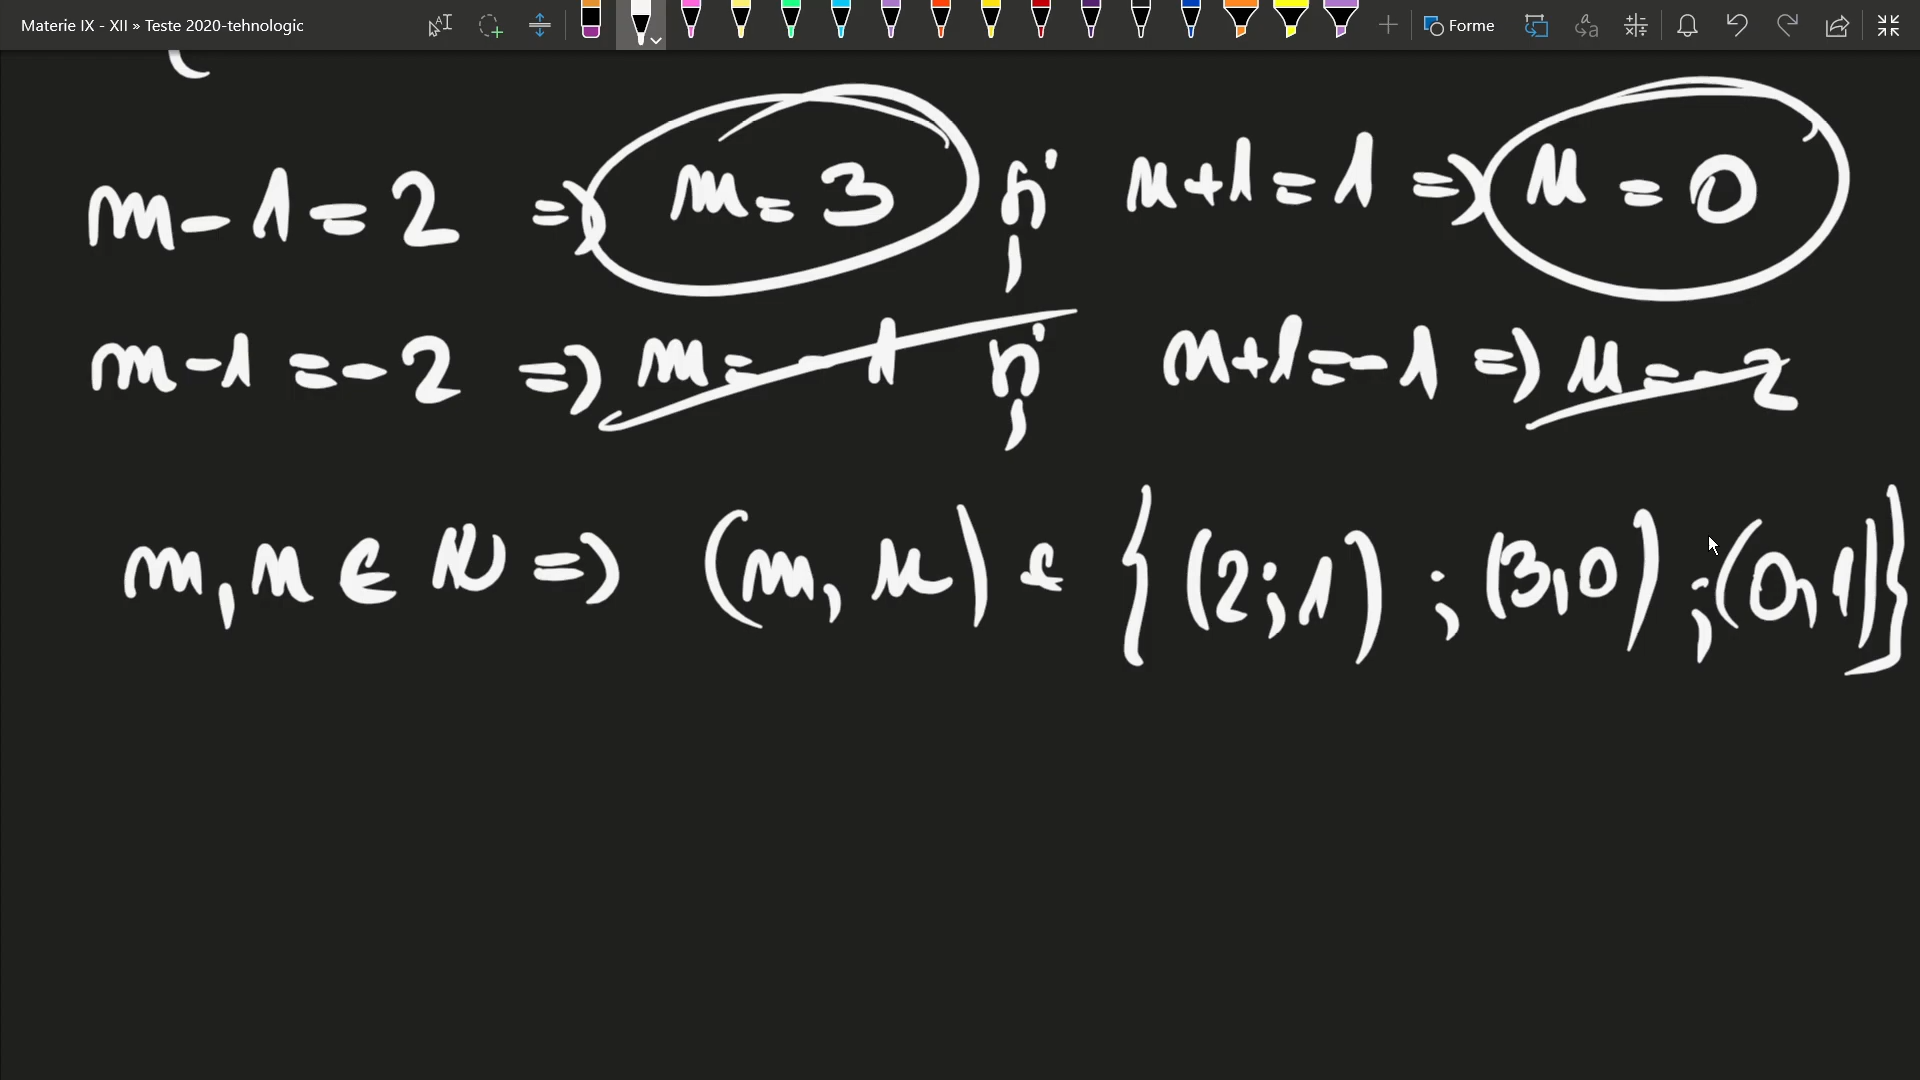 Materie IX - XII » Teste 2020-tehnologic
Forme
m-1=2 => m=3 și n+1=1 => n=0
m-1=-2 => m=-1 și n+1=-1 => n=-2
m,n ∈ N => (m,n) ∈ {(2;1);(3,0);(0,1)}